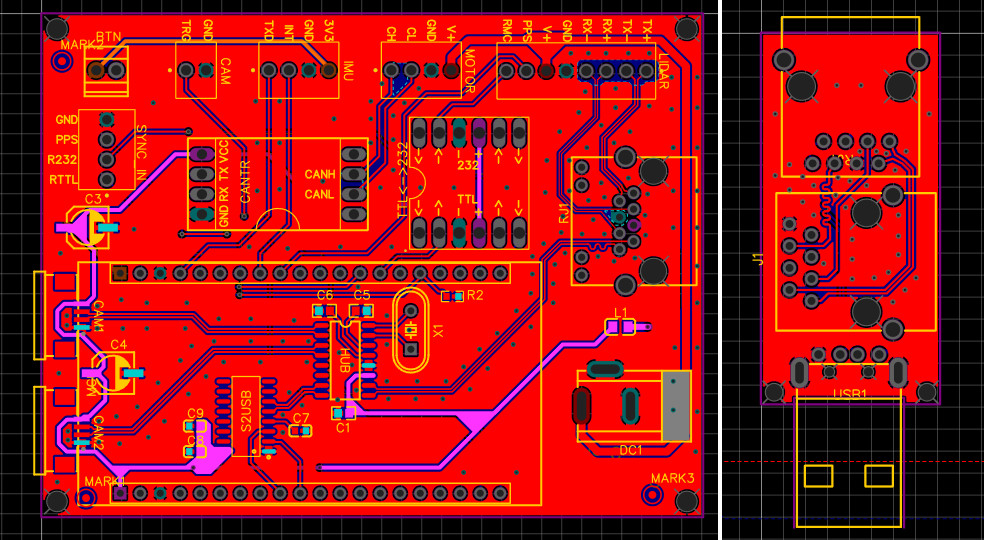 BTN
MARK2
TRG
GND
CAM
TXD
INT
GND
3V3
IMU
CH
CL
GND
V+
MOTOR
RMC
PPS
V+
GND
RX-
RX+
TX-
TX+
LIDAR
GND
PPS
R232
RTTL
SYNC IN
VCC
TX
RX
GND
CANTR
CANH
CANL
TTL<->232
232
TTL
RJ1
C3
CAM1
C4
CAM2
C6
C5
R2
X1
HUB
L1
S2USB
C9
C8
C7
C1
DC1
MARK1
MARK3
J1
USB1